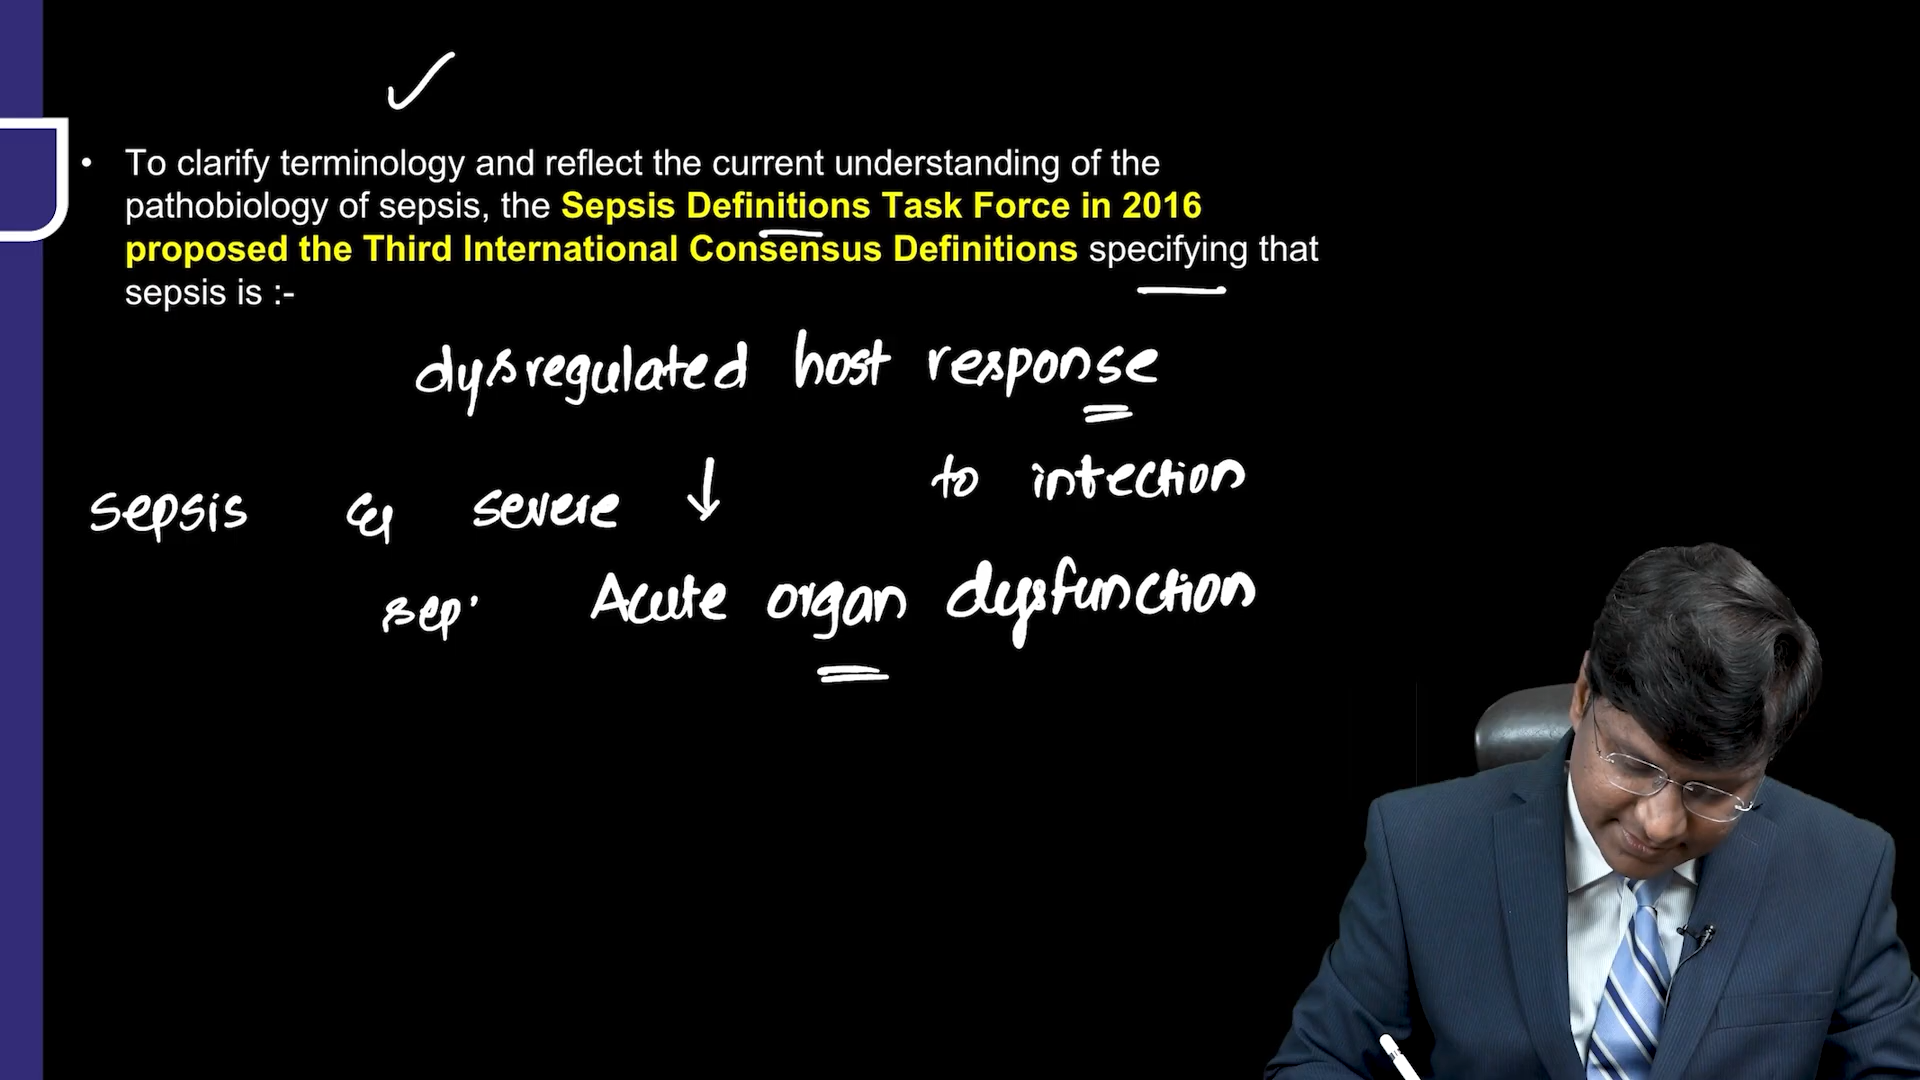 • To clarify terminology and reflect the current understanding of the
pathobiology of sepsis, the Sepsis Definitions Task Force in 2016
proposed the Third International Consensus Definitions specifying that
sepsis is :-
dysregulated host response
to infection
sepsis & severe ↓
sep' Acute organ dysfunction